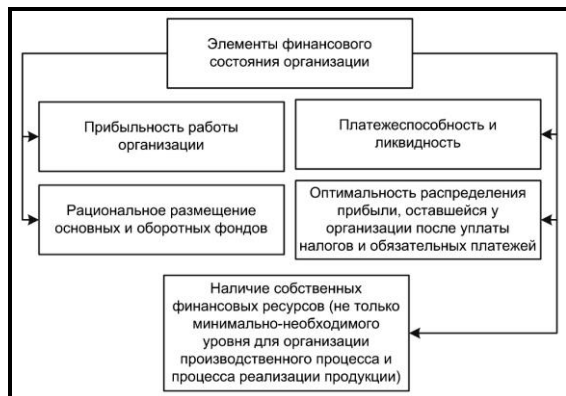 Элементы финансового
состояния организации
Прибыльность работы
организации
Платежеспособность и
ликвидность
Рациональное размещение
основных и оборотных фондов
Оптимальность распределения
прибыли, оставшейся у
организации после уплаты
налогов и обязательных платежей
Наличие собственных
финансовых ресурсов (не только
минимально-необходимого
уровня для организации
производственного процесса и
процесса реализации продукции)